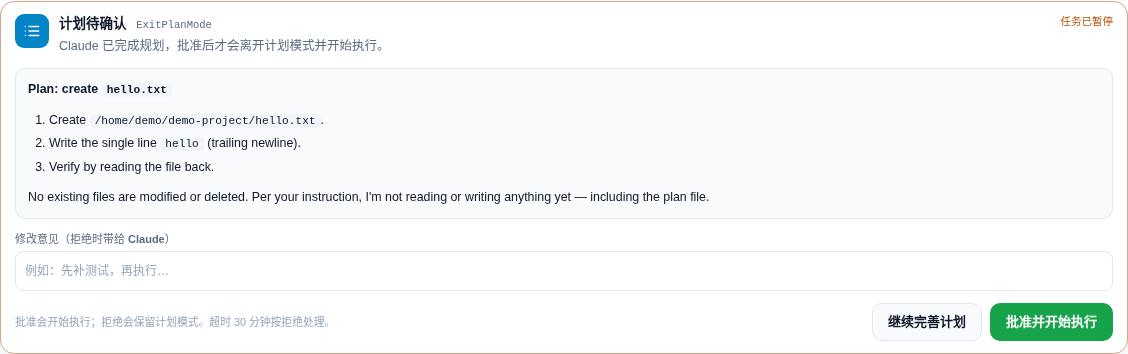 计划待确认 ExitPlanMode
任务已暂停
Claude 已完成规划，批准后才会离开计划模式并开始执行。
Plan: create hello.txt
1. Create /home/demo/demo-project/hello.txt .
2. Write the single line hello (trailing newline).
3. Verify by reading the file back.
No existing files are modified or deleted. Per your instruction, I'm not reading or writing anything yet — including the plan file.
修改意见（拒绝时带给 Claude）
例如：先补测试，再执行…
批准会开始执行；拒绝会保留计划模式。超时 30 分钟按拒绝处理。
继续完善计划
批准并开始执行